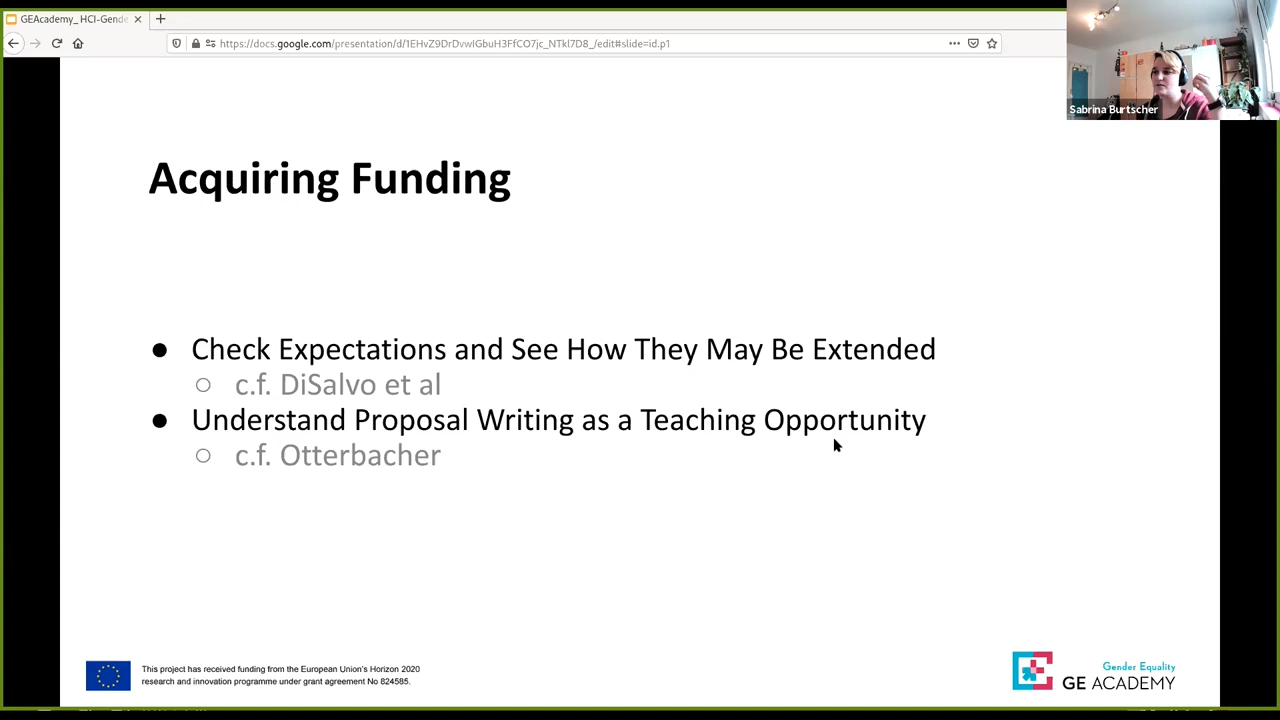 GEAcademy_ HCI-Gende
https://docs.google.com/presentation/d/1EHvZ9DrDvwIGbuH3FfCO7jc_NTkl7D8_/edit#slide=id.p1
Sabrina Burtscher
Acquiring Funding
● Check Expectations and See How They May Be Extended
○ c.f. DiSalvo et al
● Understand Proposal Writing as a Teaching Opportunity
○ c.f. Otterbacher
This project has received funding from the European Union's Horizon 2020
research and innovation programme under grant agreement No 824585.
Gender Equality
GE ACADEMY